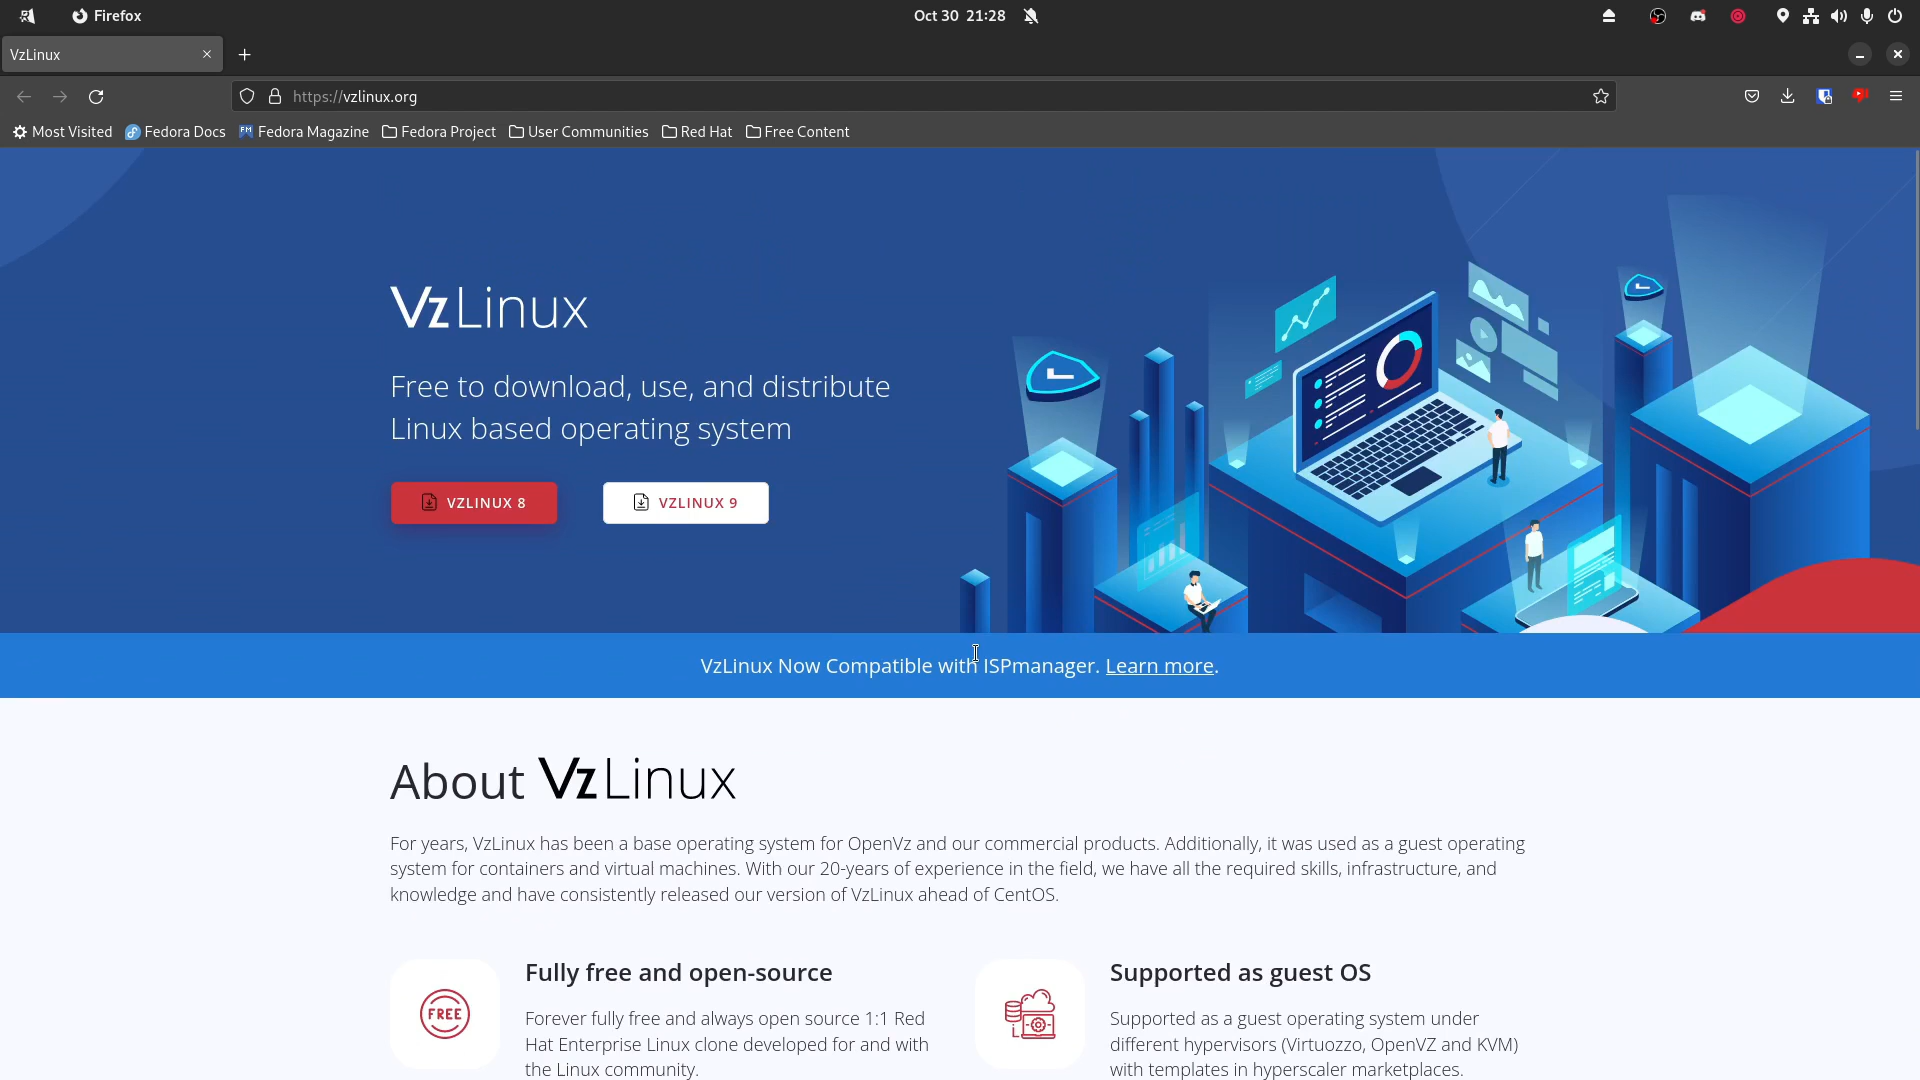 Firefox
Oct 30 21:28
VzLinux
https://vzlinux.org
Most Visited
Fedora Docs
Fedora Magazine
Fedora Project
User Communities
Red Hat
Free Content
VzLinux
Free to download, use, and distribute
Linux based operating system
VZLINUX 8
VZLINUX 9
VzLinux Now Compatible with ISPmanager. Learn more.
About VzLinux
For years, VzLinux has been a base operating system for OpenVz and our commercial products. Additionally, it was used as a guest operating
system for containers and virtual machines. With our 20-years of experience in the field, we have all the required skills, infrastructure, and
knowledge and have consistently released our version of VzLinux ahead of CentOS.
FREE
Fully free and open-source
Forever fully free and always open source 1:1 Red
Hat Enterprise Linux clone developed for and with
the Linux community.
Supported as guest OS
Supported as a guest operating system under
different hypervisors (Virtuozzo, OpenVZ and KVM)
with templates in hyperscaler marketplaces.